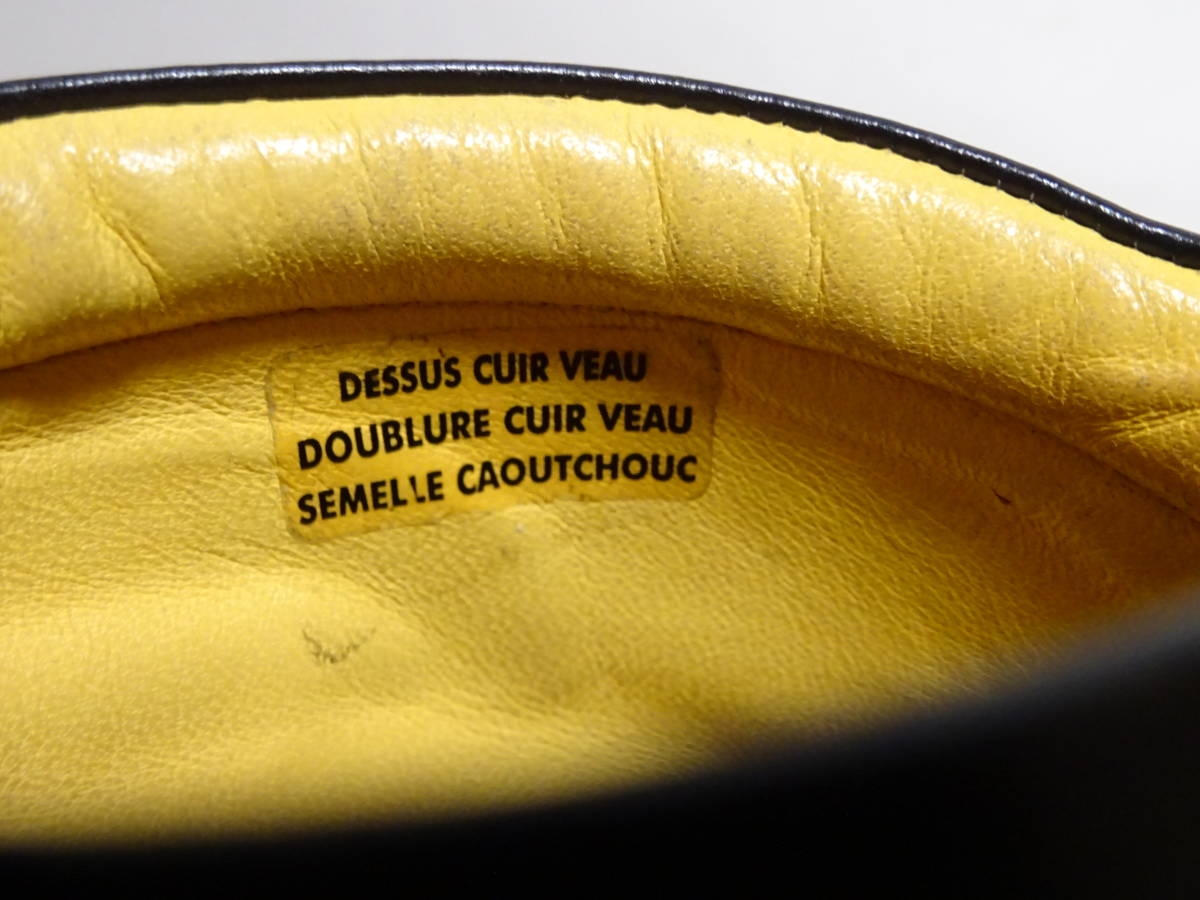 DESSUS CUIR VEAU
DOUBLURE CUIR VEAU
SEMELLE CAOUTCHOUC